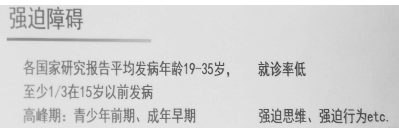 强迫障碍
各国家研究报告平均发病年龄19-35岁， 就诊率低
至少1/3在15岁以前发病
高峰期：青少年前期、成年早期 强迫思维、强迫行为etc.